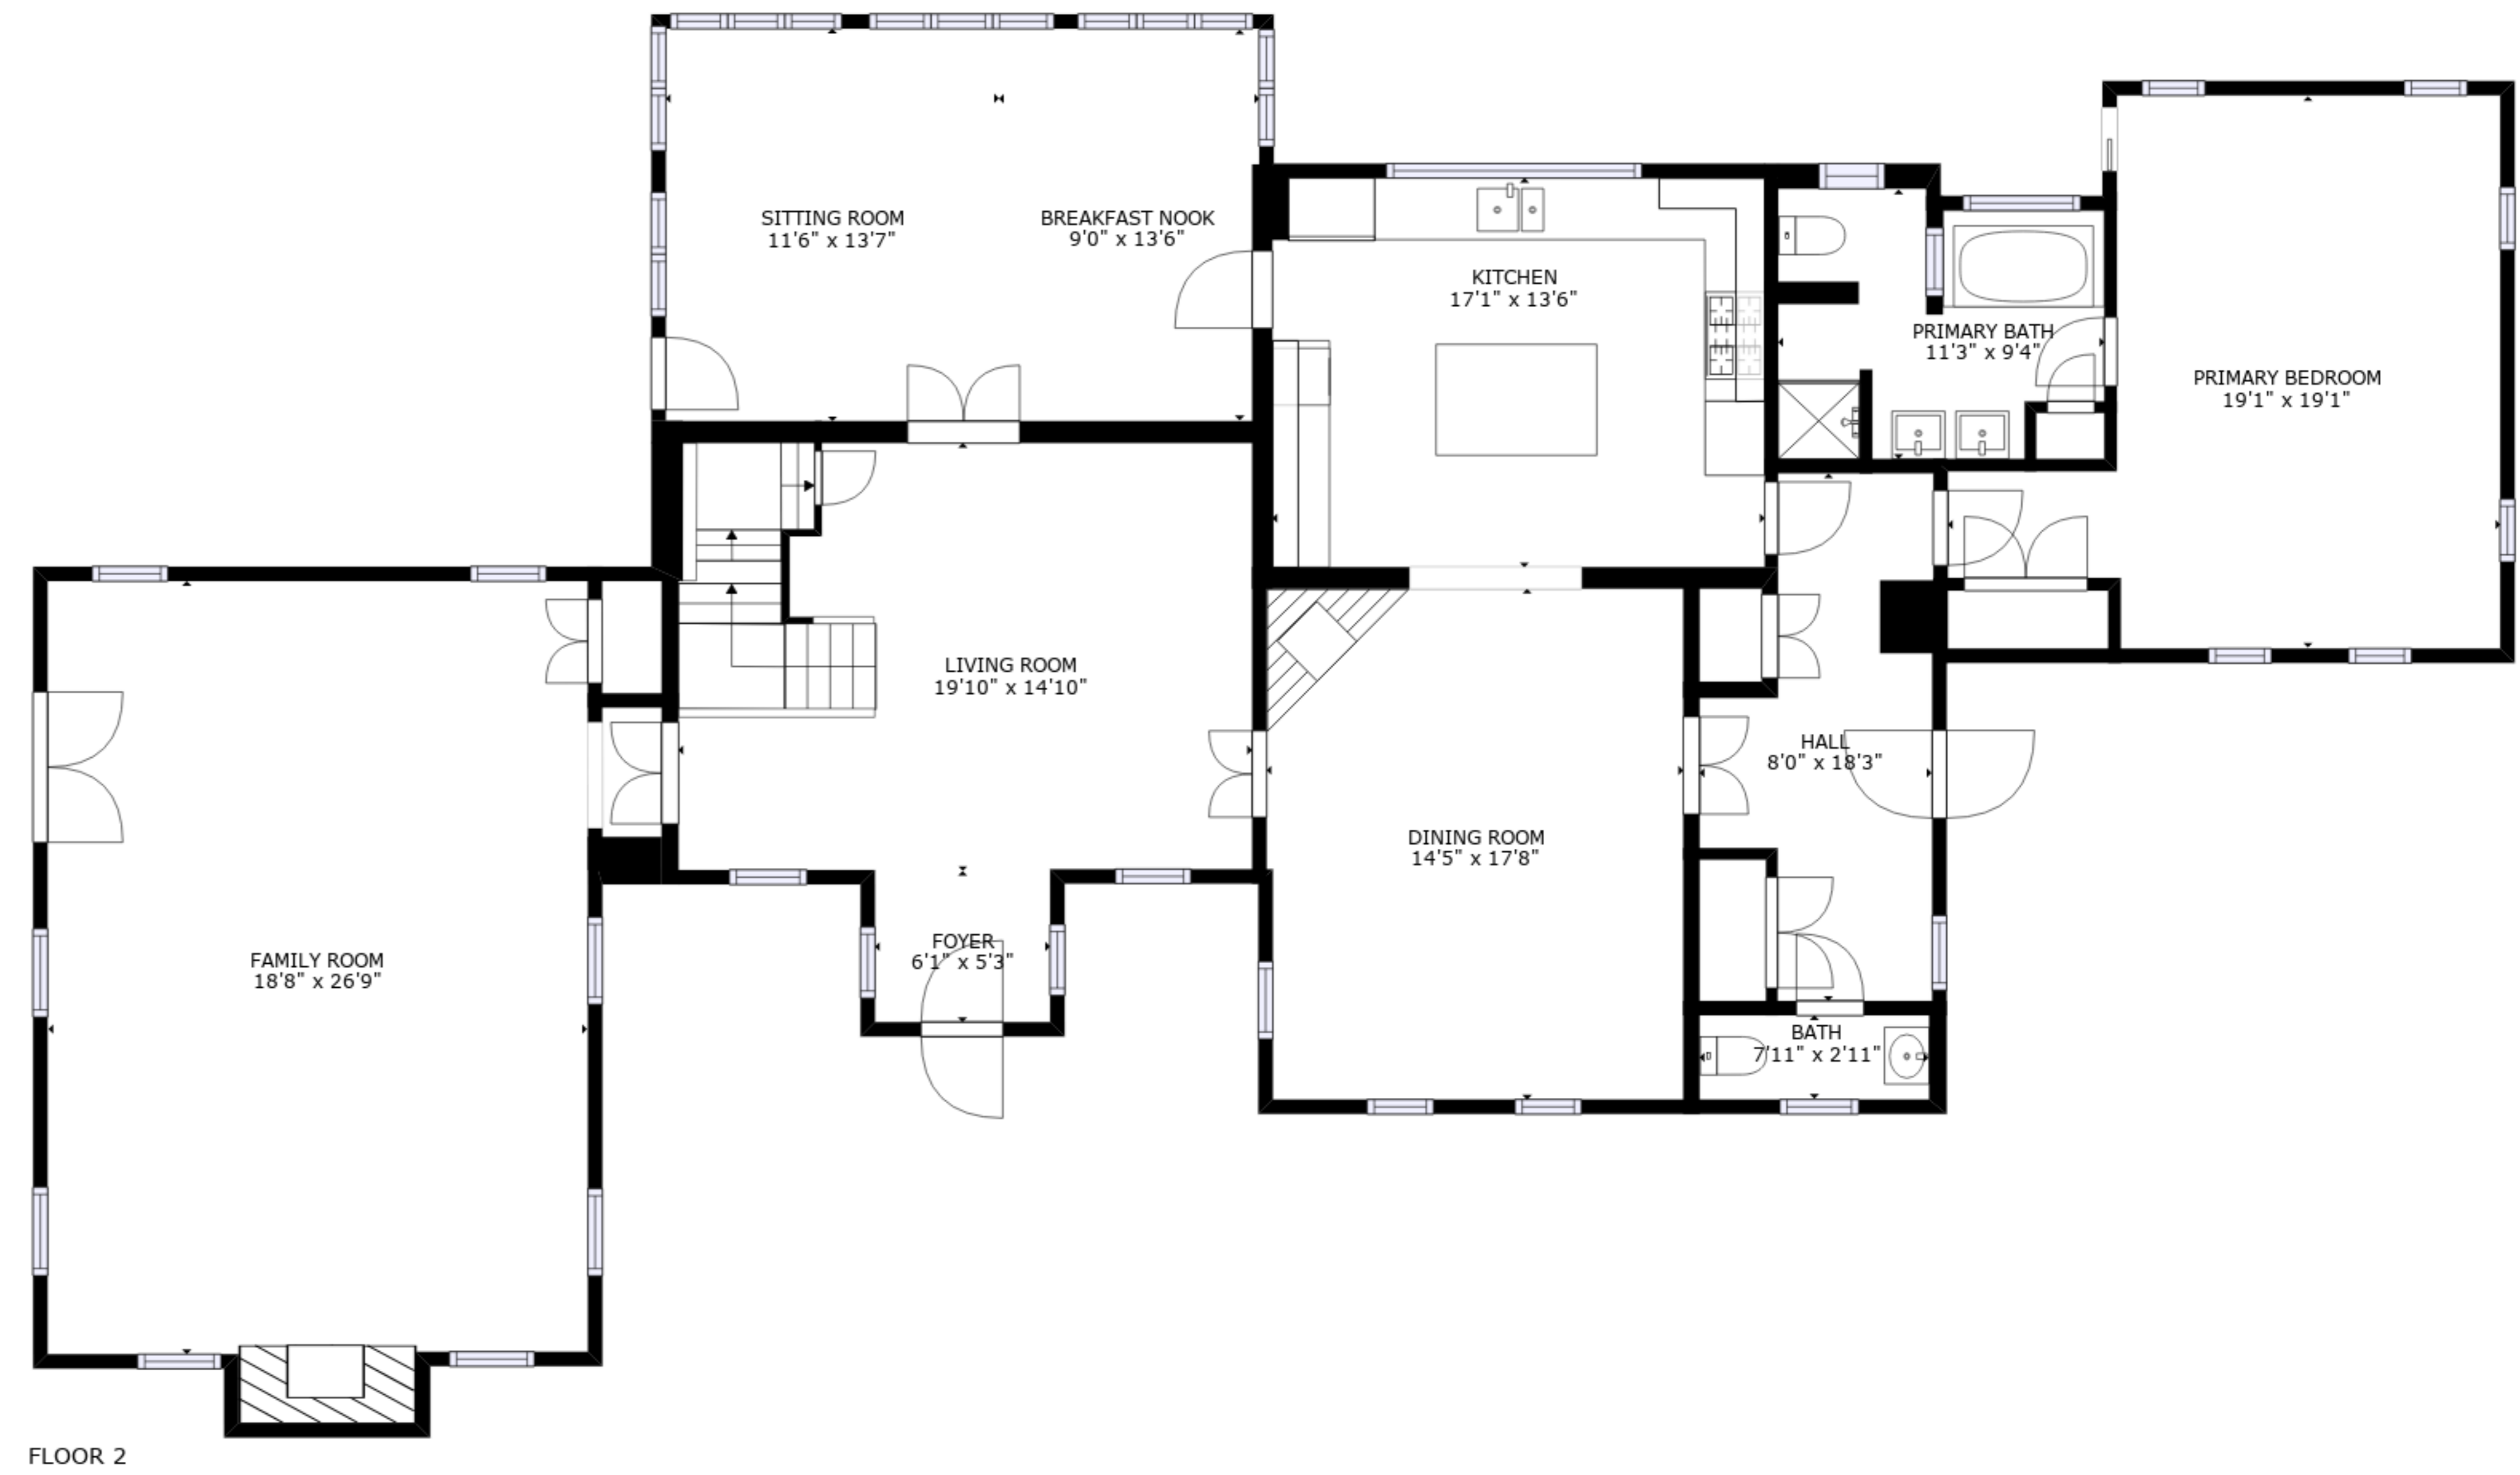 SITTING ROOM
11'6" x 13'7"
BREAKFAST NOOK
9'0" x 13'6"
KITCHEN
17'1" x 13'6"
PRIMARY BATH
11'3" x 9'4"
PRIMARY BEDROOM
19'1" x 19'1"
LIVING ROOM
19'10" x 14'10"
HALL
8'0" x 18'3"
DINING ROOM
14'5" x 17'8"
FAMILY ROOM
18'8" x 26'9"
FOYER
6'1" x 5'3"
BATH
7'11" x 2'11"
FLOOR 2